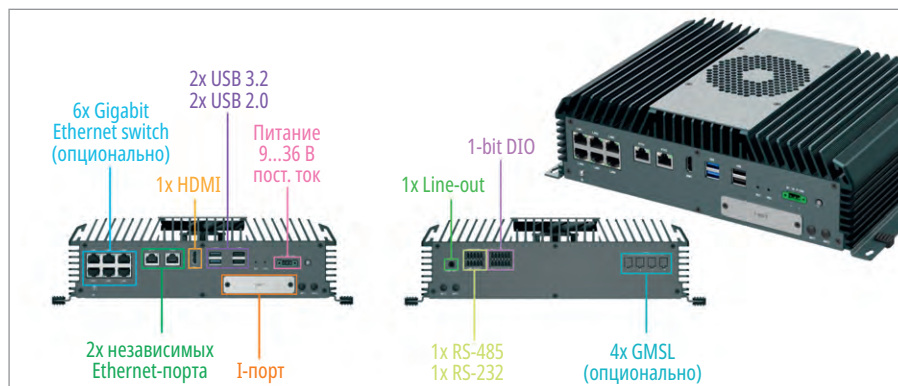 2x USB 3.2
2x USB 2.0
6x Gigabit
Ethernet switch
(опционально)
Питание
9...36 В
пост. ток
1x HDMI
2x независимых
Ethernet-порта
I-порт
1-bit DIO
1x Line-out
1x RS-485
1x RS-232
4x GMSL
(опционально)